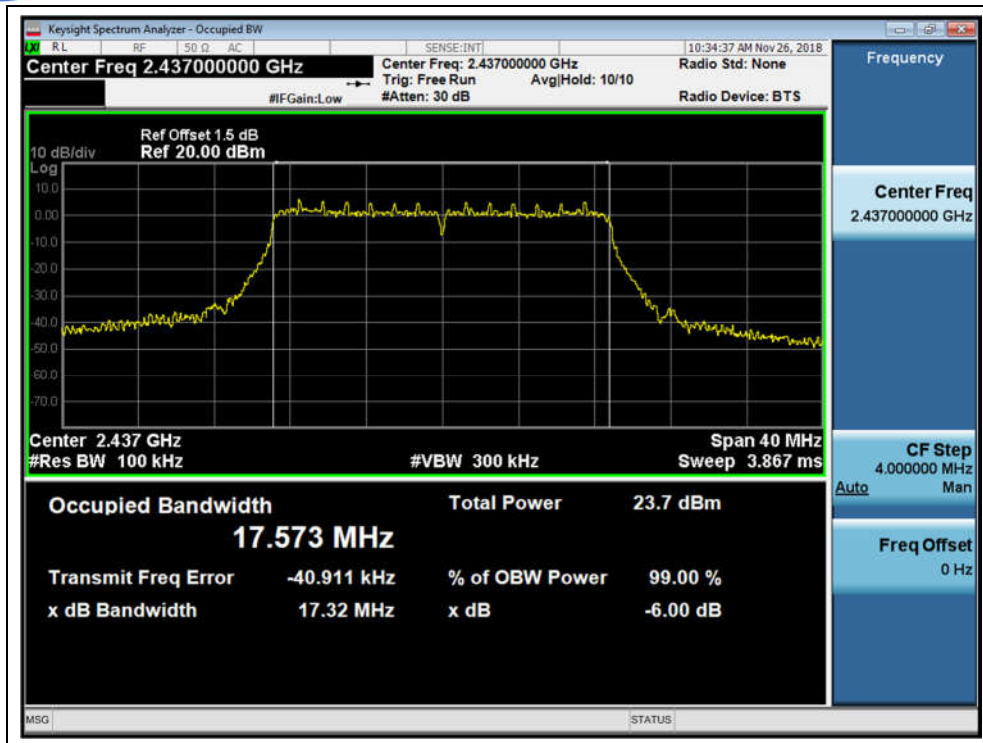 Keysight Spectrum Analyzer - Occupied BW
LXI RL RF 50 Ω AC SENSE:INT 10:34:37 AM Nov 26, 2018
Center Freq 2.437000000 GHz
Center Freq: 2.437000000 GHz Radio Std: None
Trig: Free Run Avg|Hold: 10/10
#IFGain:Low #Atten: 30 dB Radio Device: BTS
Frequency
Ref Offset 1.5 dB
10 dB/div Ref 20.00 dBm
Log
10.0
0.00
-10.0
-20.0
-30.0
-40.0
-50.0
-60.0
-70.0
Center 2.437 GHz Span 40 MHz
#Res BW 100 kHz #VBW 300 kHz Sweep 3.867 ms
Center Freq
2.437000000 GHz
CF Step
4.000000 MHz
Auto Man
Freq Offset
0 Hz
Occupied Bandwidth Total Power 23.7 dBm
17.573 MHz
Transmit Freq Error -40.911 kHz % of OBW Power 99.00 %
x dB Bandwidth 17.32 MHz x dB -6.00 dB
MSG STATUS